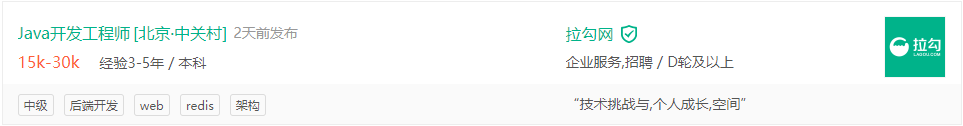 Java开发工程师 [北京·中关村] 2天前发布
15k-30k 经验3-5年 / 本科
中级 后端开发 web redis 架构
拉勾网
企业服务,招聘 / D轮及以上
“技术挑战与,个人成长,空间”
拉勾
LAGOU.COM